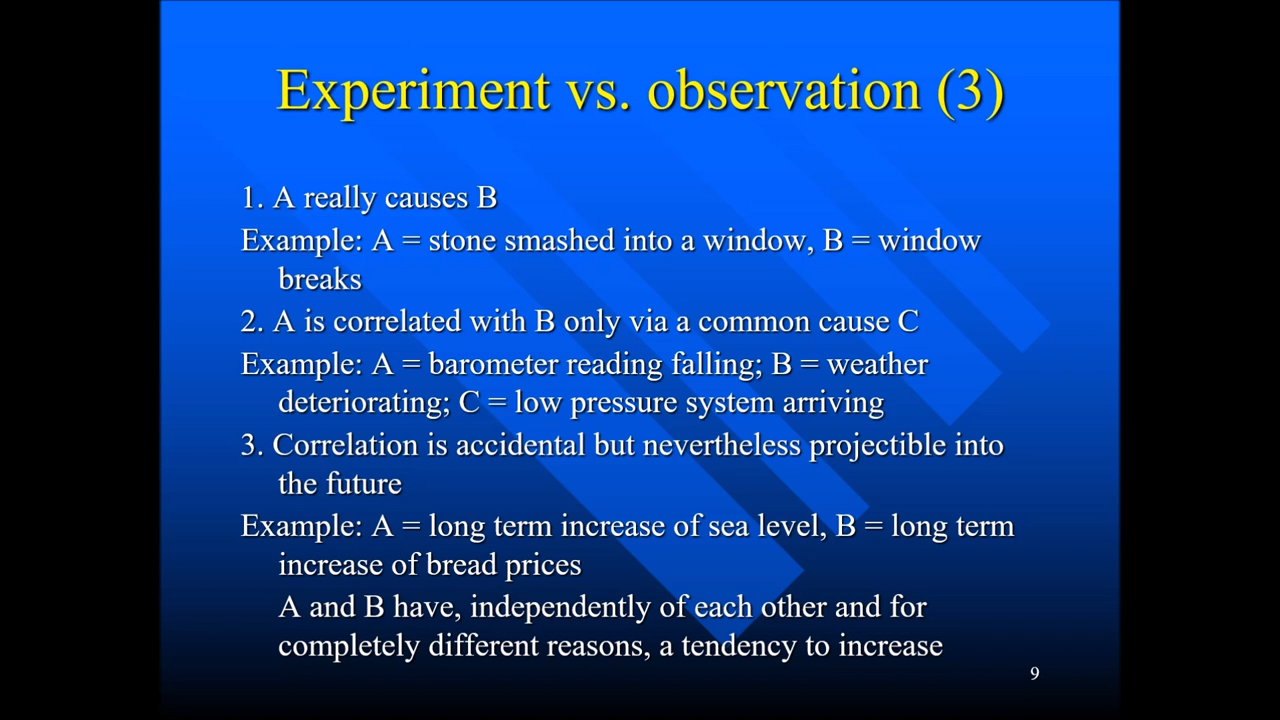 Experiment vs. observation (3)
1. A really causes B
Example: A = stone smashed into a window, B = window
breaks
2. A is correlated with B only via a common cause C
Example: A = barometer reading falling; B = weather
deteriorating; C = low pressure system arriving
3. Correlation is accidental but nevertheless projectible into
the future
Example: A = long term increase of sea level, B = long term
increase of bread prices
A and B have, independently of each other and for
completely different reasons, a tendency to increase
9